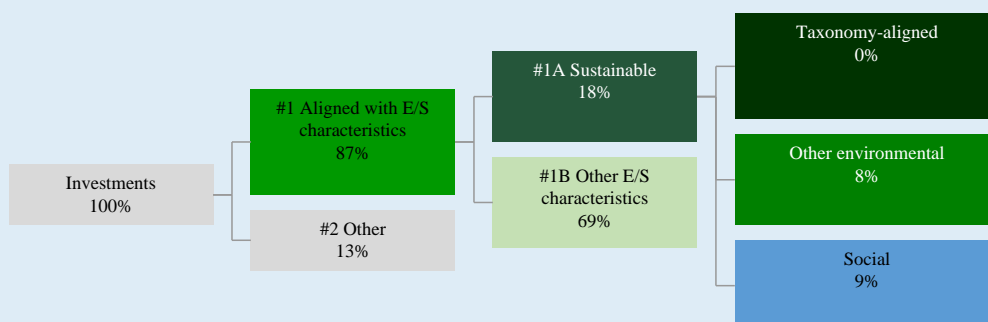 Investments
100%
#1 Aligned with E/S
characteristics
87%
#2 Other
13%
#1A Sustainable
18%
#1B Other E/S
characteristics
69%
Taxonomy-aligned
0%
Other environmental
8%
Social
9%